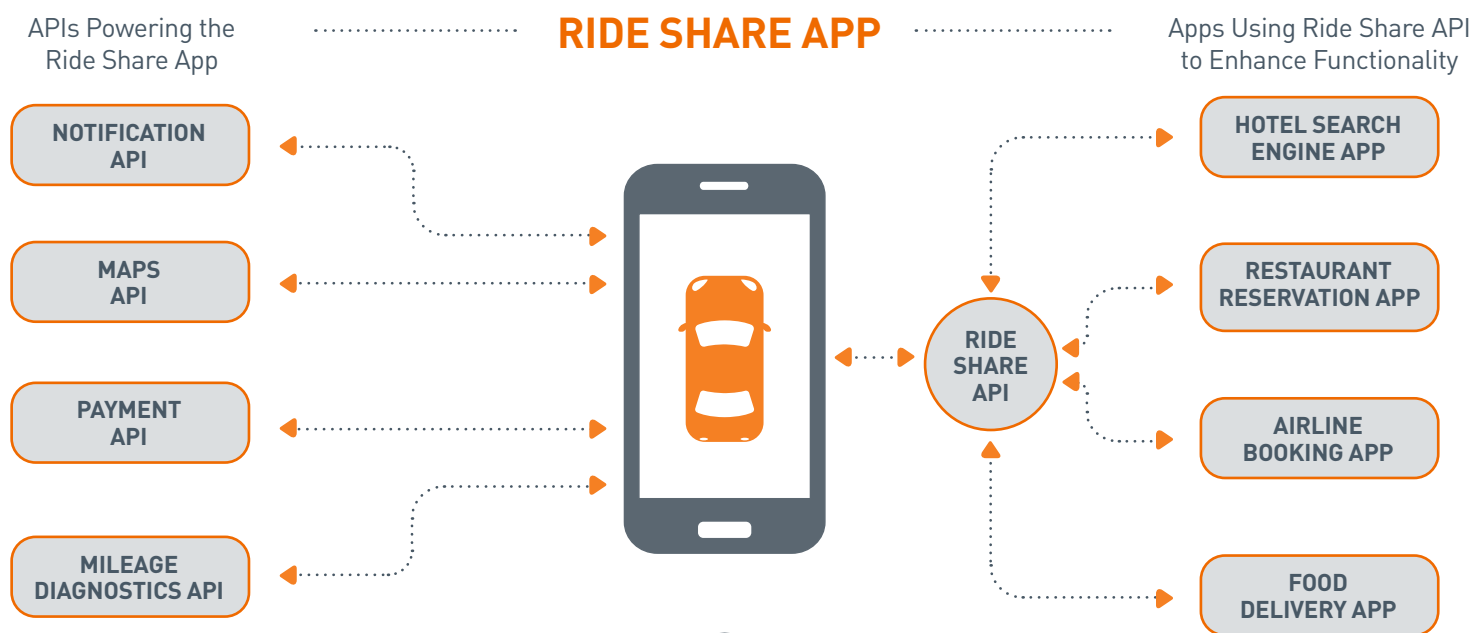 APIs Powering the
Ride Share App
RIDE SHARE APP
Apps Using Ride Share API
to Enhance Functionality
NOTIFICATION
API
MAPS
API
PAYMENT
API
MILEAGE
DIAGNOSTICS API
RIDE
SHARE
API
HOTEL SEARCH
ENGINE APP
RESTAURANT
RESERVATION APP
AIRLINE
BOOKING APP
FOOD
DELIVERY APP